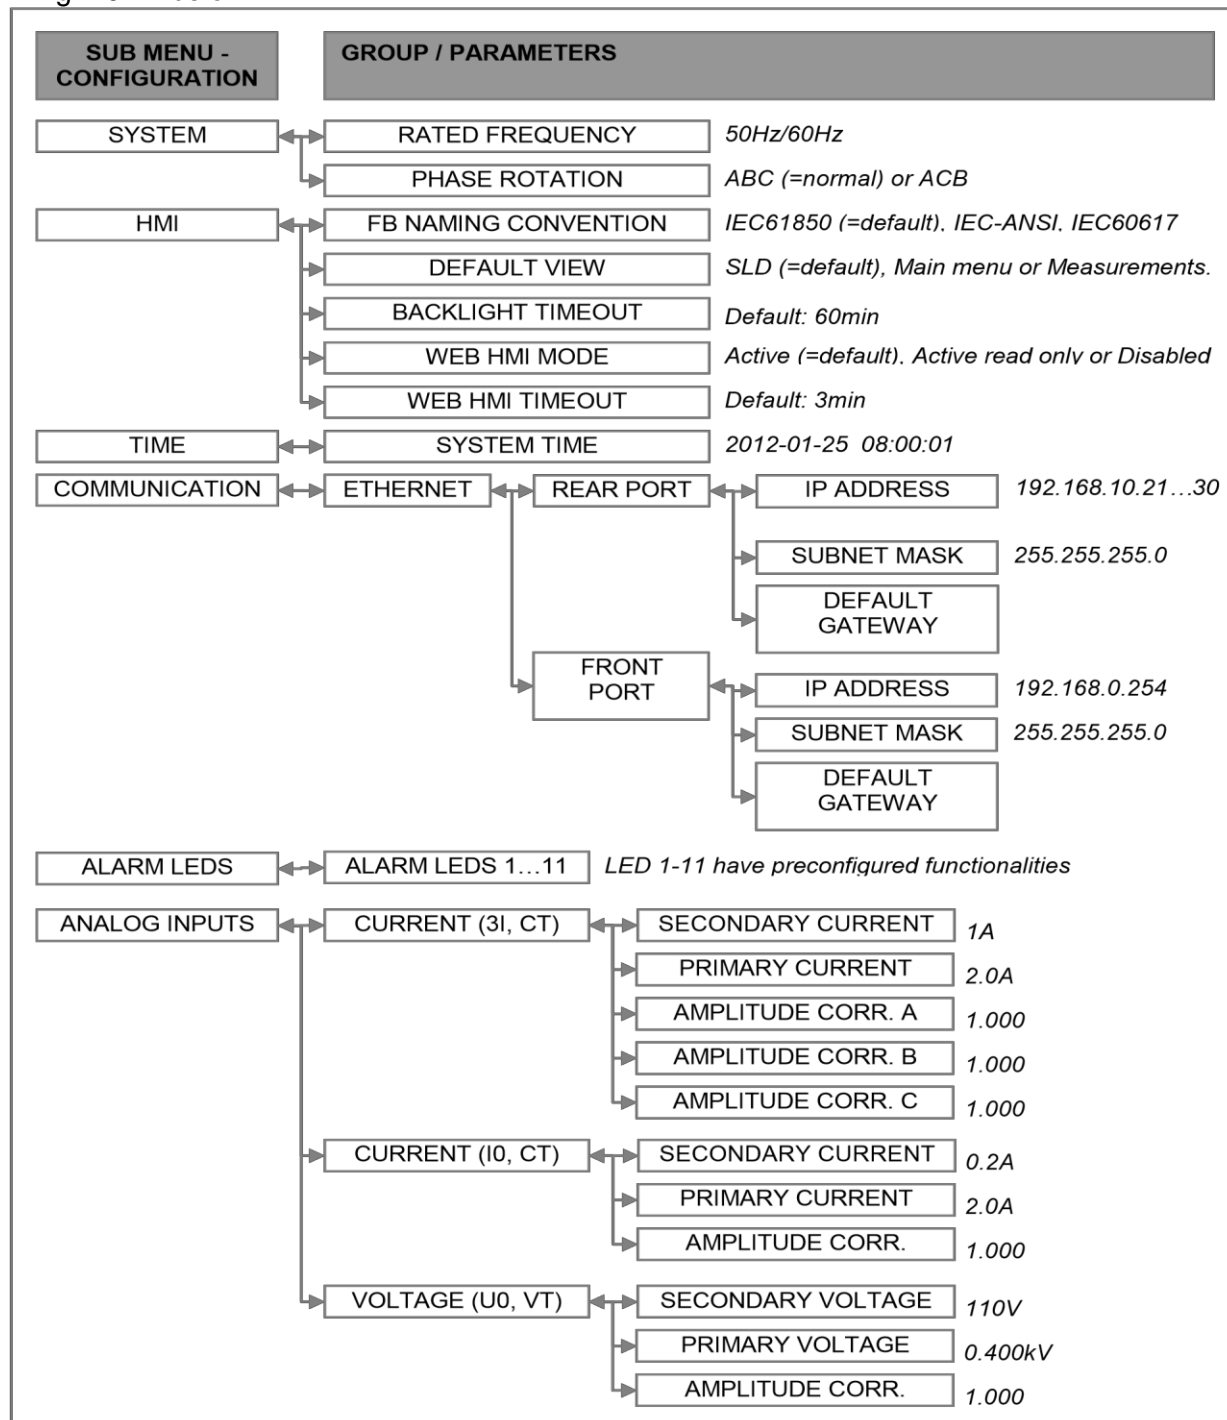 SUB MENU -
CONFIGURATION
GROUP / PARAMETERS
SYSTEM
RATED FREQUENCY
50Hz/60Hz
PHASE ROTATION
ABC (=normal) or ACB
HMI
FB NAMING CONVENTION
IEC61850 (=default), IEC-ANSI, IEC60617
DEFAULT VIEW
SLD (=default), Main menu or Measurements.
BACKLIGHT TIMEOUT
Default: 60min
WEB HMI MODE
Active (=default), Active read only or Disabled
WEB HMI TIMEOUT
Default: 3min
TIME
SYSTEM TIME
2012-01-25 08:00:01
COMMUNICATION
ETHERNET
REAR PORT
IP ADDRESS
192.168.10.21…30
SUBNET MASK
255.255.255.0
DEFAULT
GATEWAY
FRONT
PORT
IP ADDRESS
192.168.0.254
SUBNET MASK
255.255.255.0
DEFAULT
GATEWAY
ALARM LEDS
ALARM LEDS 1…11
LED 1-11 have preconfigured functionalities
ANALOG INPUTS
CURRENT (3I, CT)
SECONDARY CURRENT
1A
PRIMARY CURRENT
2.0A
AMPLITUDE CORR. A
1.000
AMPLITUDE CORR. B
1.000
AMPLITUDE CORR. C
1.000
CURRENT (I0, CT)
SECONDARY CURRENT
0.2A
PRIMARY CURRENT
2.0A
AMPLITUDE CORR.
1.000
VOLTAGE (U0, VT)
SECONDARY VOLTAGE
110V
PRIMARY VOLTAGE
0.400kV
AMPLITUDE CORR.
1.000